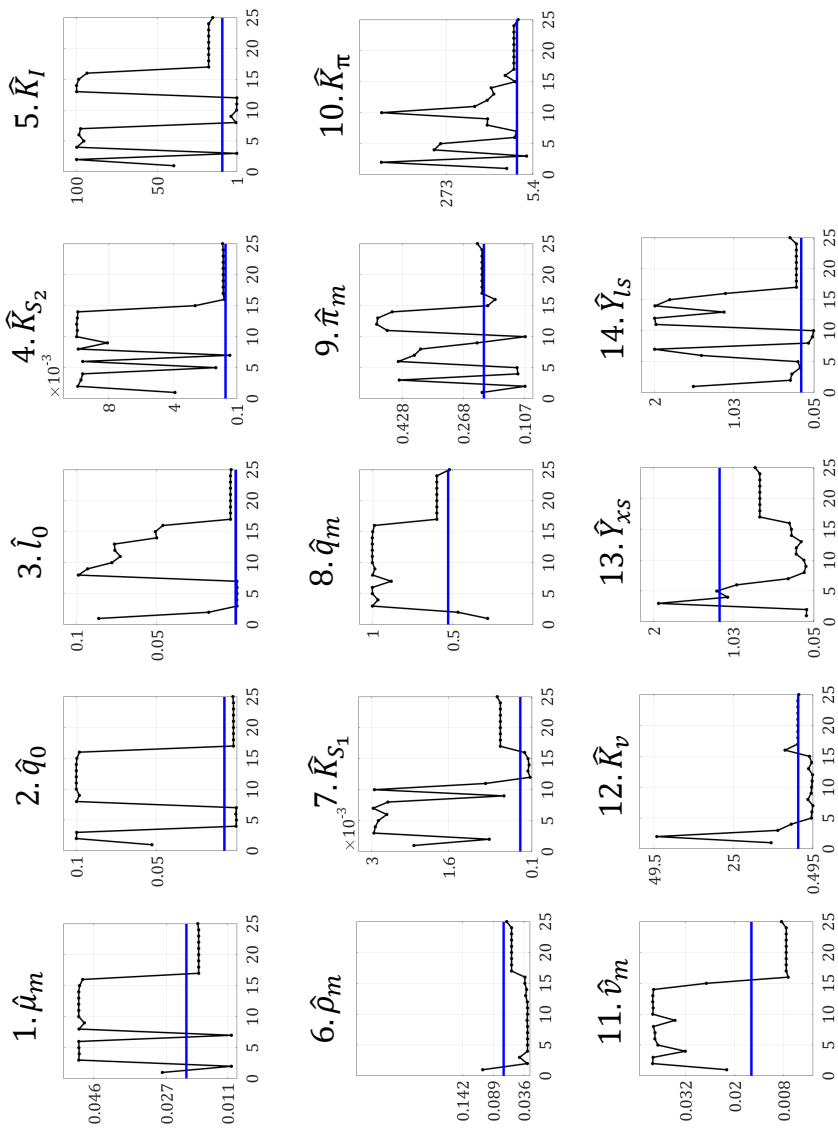 1. μ̂m
0.046
0.027
0.011
0 5 10 15 20 25
2. q̂0
0.1
0.05
0 5 10 15 20 25
3. l̂0
0.1
0.05
0 5 10 15 20 25
4. K̂S2
×10-3
8
4
0.1
0 5 10 15 20 25
5. K̂I
100
50
1
0 5 10 15 20 25
6. ρ̂m
0.142
0.089
0.036
0 5 10 15 20 25
7. K̂S1
×10-3
3
1.6
0.1
0 5 10 15 20 25
8. q̂m
1
0.5
0 5 10 15 20 25
9. π̂m
0.428
0.268
0.107
0 5 10 15 20 25
10. K̂π
273
5.4
0 5 10 15 20 25
11. v̂m
0.032
0.02
0.008
0 5 10 15 20 25
12. K̂v
49.5
25
0.495
0 5 10 15 20 25
13. Ŷxs
2
1.03
0.05
0 5 10 15 20 25
14. Ŷls
2
1.03
0.05
0 5 10 15 20 25